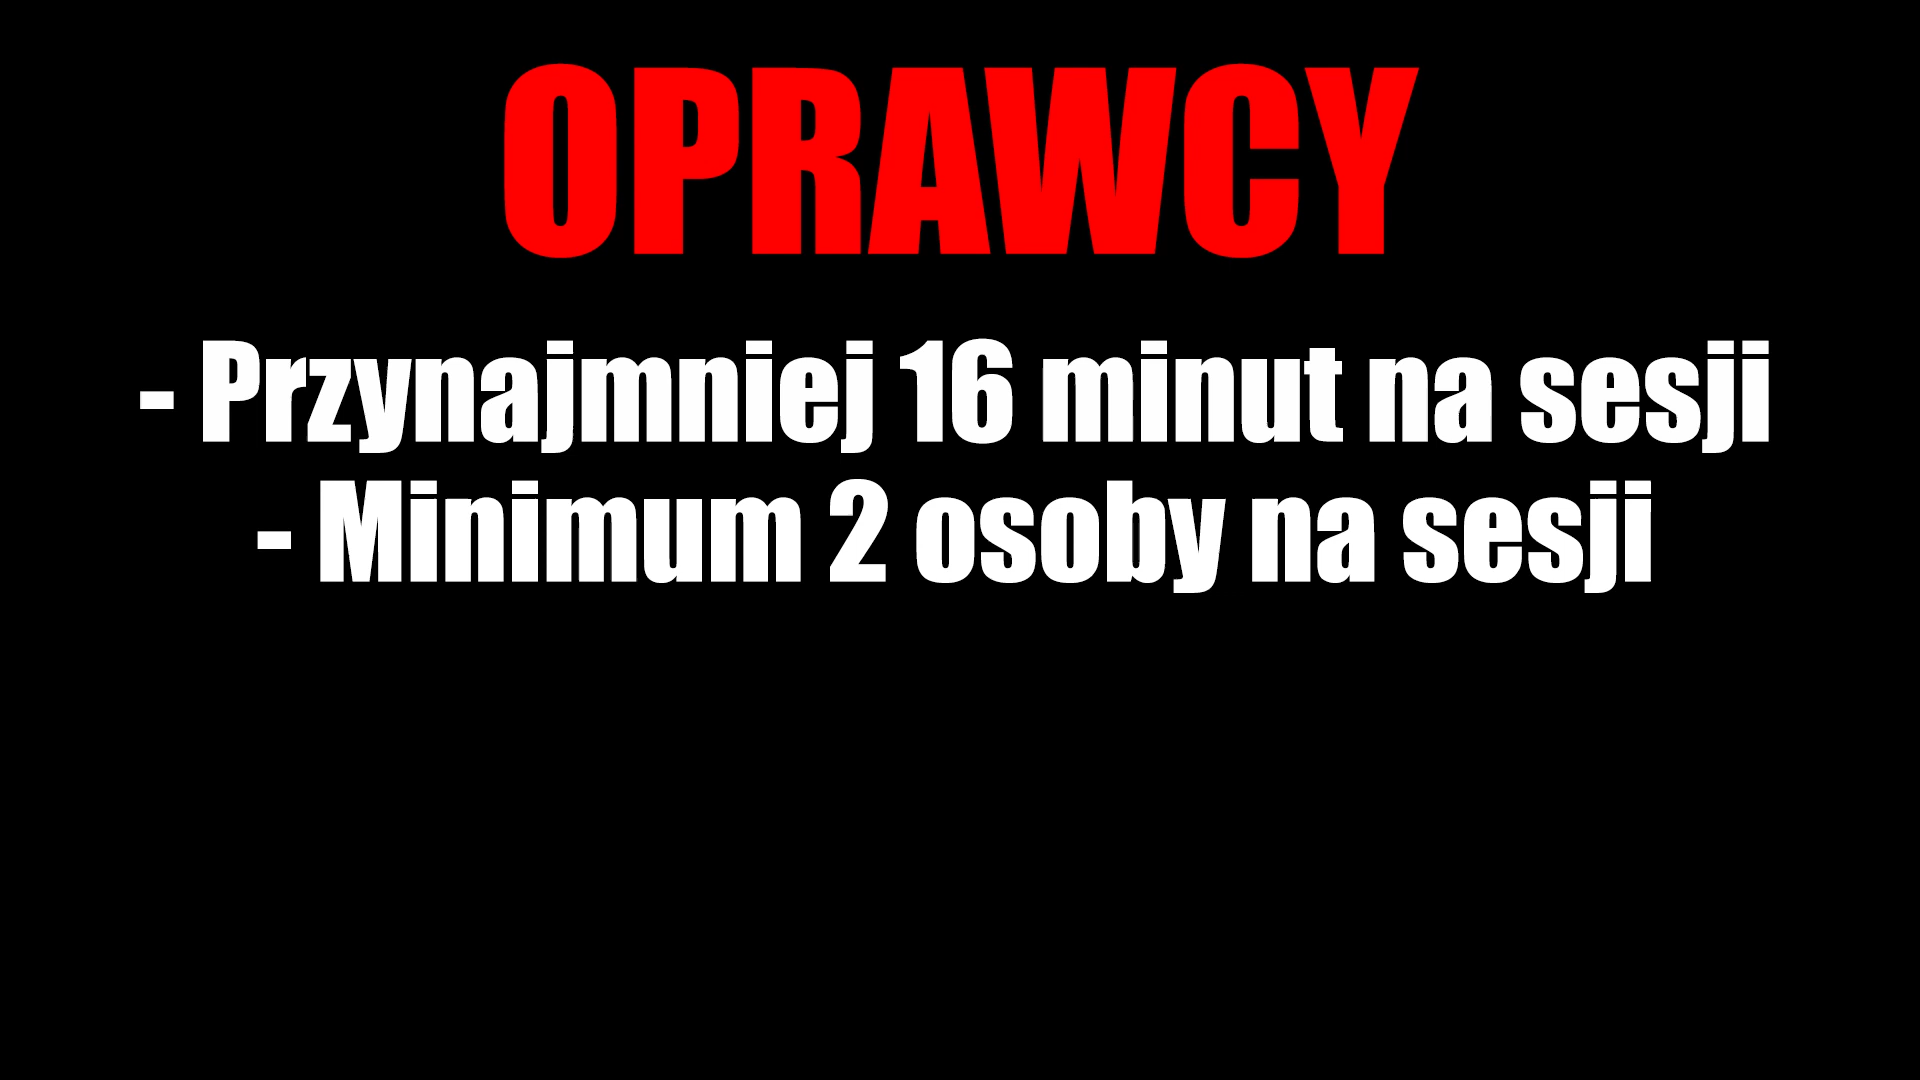 OPRAWCY
- Przynajmniej 16 minut na sesji
- Minimum 2 osoby na sesji